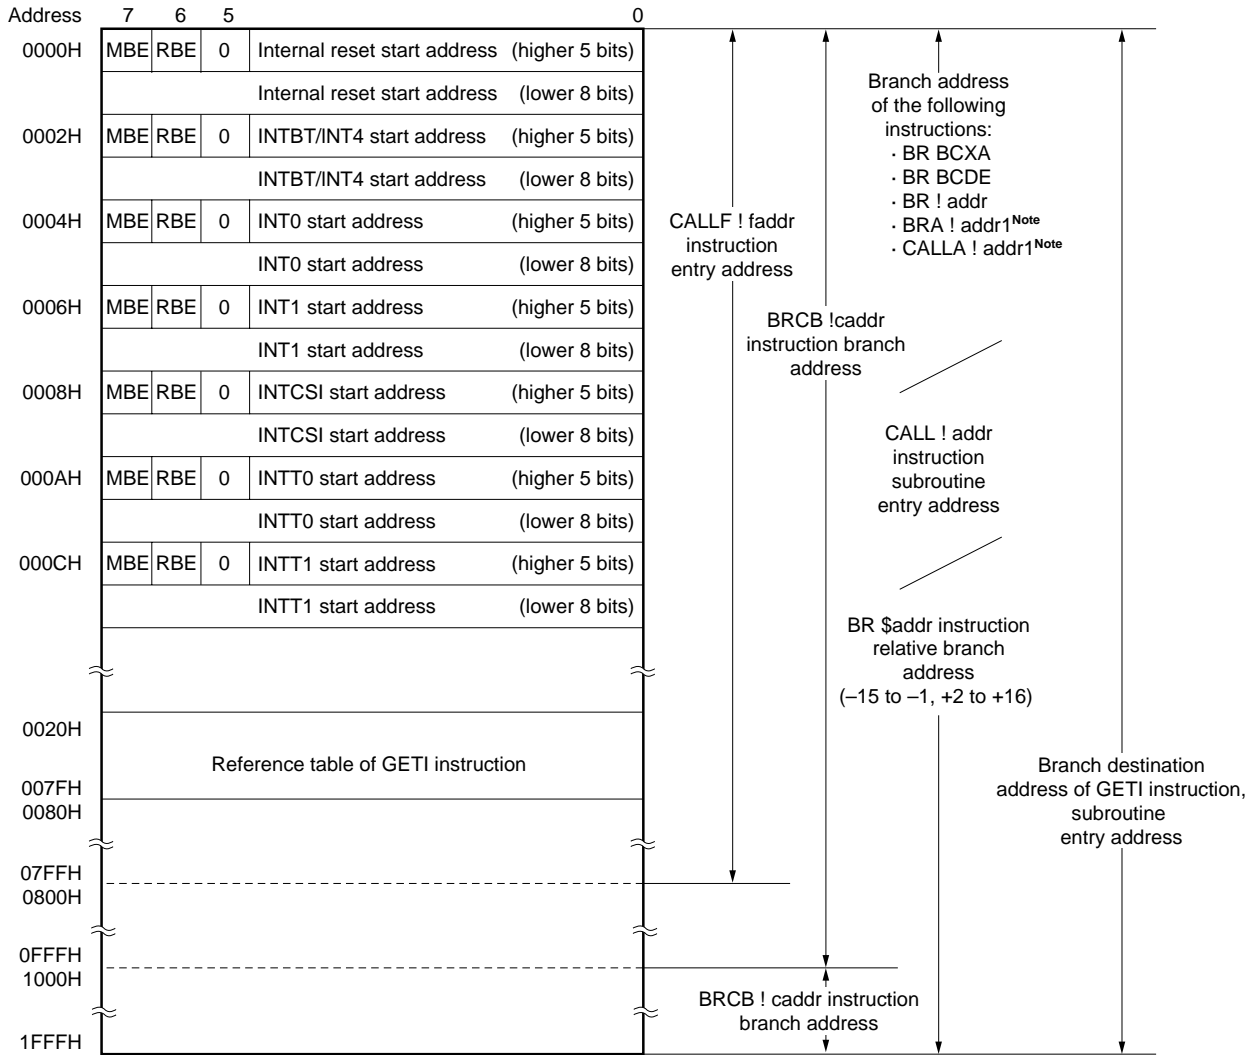 Address 7 6 5 0
0000H MBE RBE 0 Internal reset start address (higher 5 bits)
Internal reset start address (lower 8 bits)
0002H MBE RBE 0 INTBT/INT4 start address (higher 5 bits)
INTBT/INT4 start address (lower 8 bits)
0004H MBE RBE 0 INT0 start address (higher 5 bits)
INT0 start address (lower 8 bits)
0006H MBE RBE 0 INT1 start address (higher 5 bits)
INT1 start address (lower 8 bits)
0008H MBE RBE 0 INTCSI start address (higher 5 bits)
INTCSI start address (lower 8 bits)
000AH MBE RBE 0 INTT0 start address (higher 5 bits)
INTT0 start address (lower 8 bits)
000CH MBE RBE 0 INTT1 start address (higher 5 bits)
INTT1 start address (lower 8 bits)
0020H
Reference table of GETI instruction
007FH
0080H
07FFH
0800H
0FFFH
1000H
1FFFH
CALLF ! faddr
instruction
entry address
BRCB !caddr
instruction branch
address
BRCB ! caddr instruction
branch address
Branch address
of the following
instructions:
· BR BCXA
· BR BCDE
· BR ! addr
· BRA ! addr1Note
· CALLA ! addr1Note
CALL ! addr
instruction
subroutine
entry address
BR $addr instruction
relative branch
address
(–15 to –1, +2 to +16)
Branch destination
address of GETI instruction,
subroutine
entry address